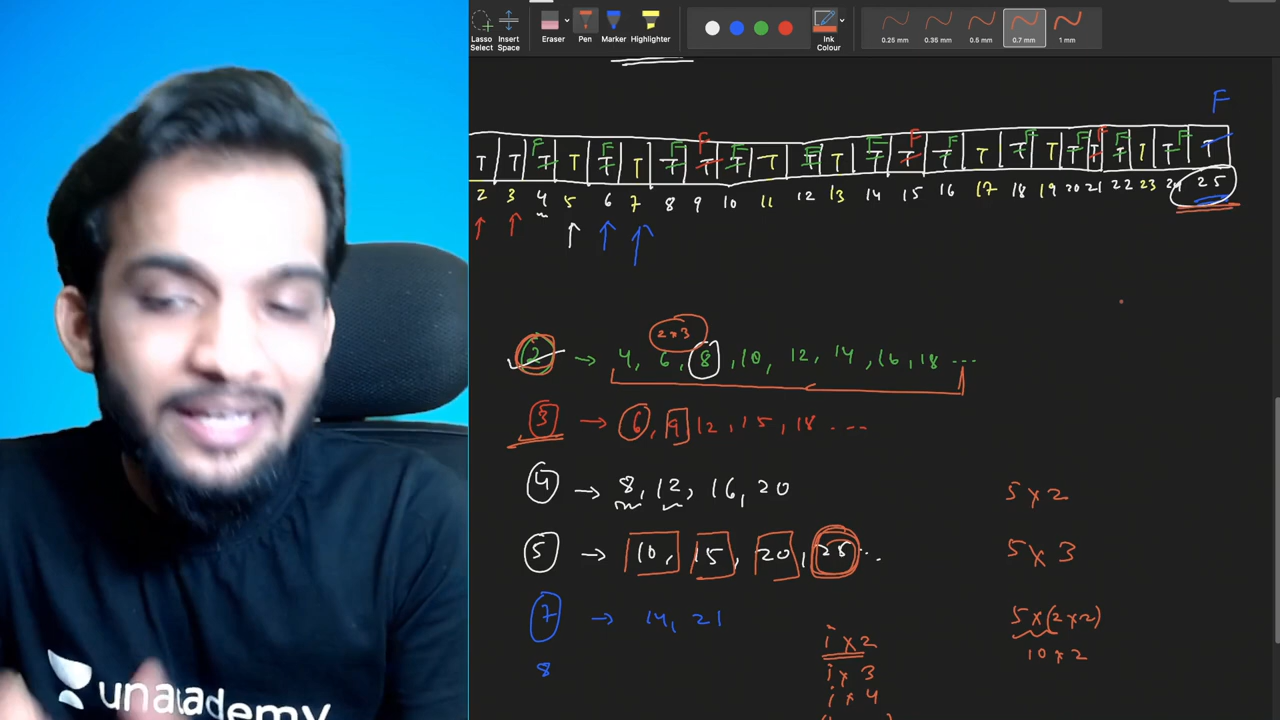 Lasso Select
Insert Space
Eraser
Pen
Marker
Highlighter
Ink Colour
0.25 mm
0.35 mm
0.5 mm
0.7 mm
1 mm
F
F F F F F F F F F F F F F F
T T T T T T T T T T T T T T T T T T T T T T T T
2 3 4 5 6 7 8 9 10 11 12 13 14 15 16 17 18 19 20 21 22 23 24 25
2 x 3
2 → 4, 6, 8, 10, 12, 14, 16, 18 ...
3 → 6, 9 12, 15, 18 ...
4 → 8, 12, 16, 20
5 x 2
5 → 10, 15, 20, 25 ...
5 x 3
7 → 14, 21
5 x (2 x 2)
i x 2
10 x 2
8
i x 3
i x 4
unacademy